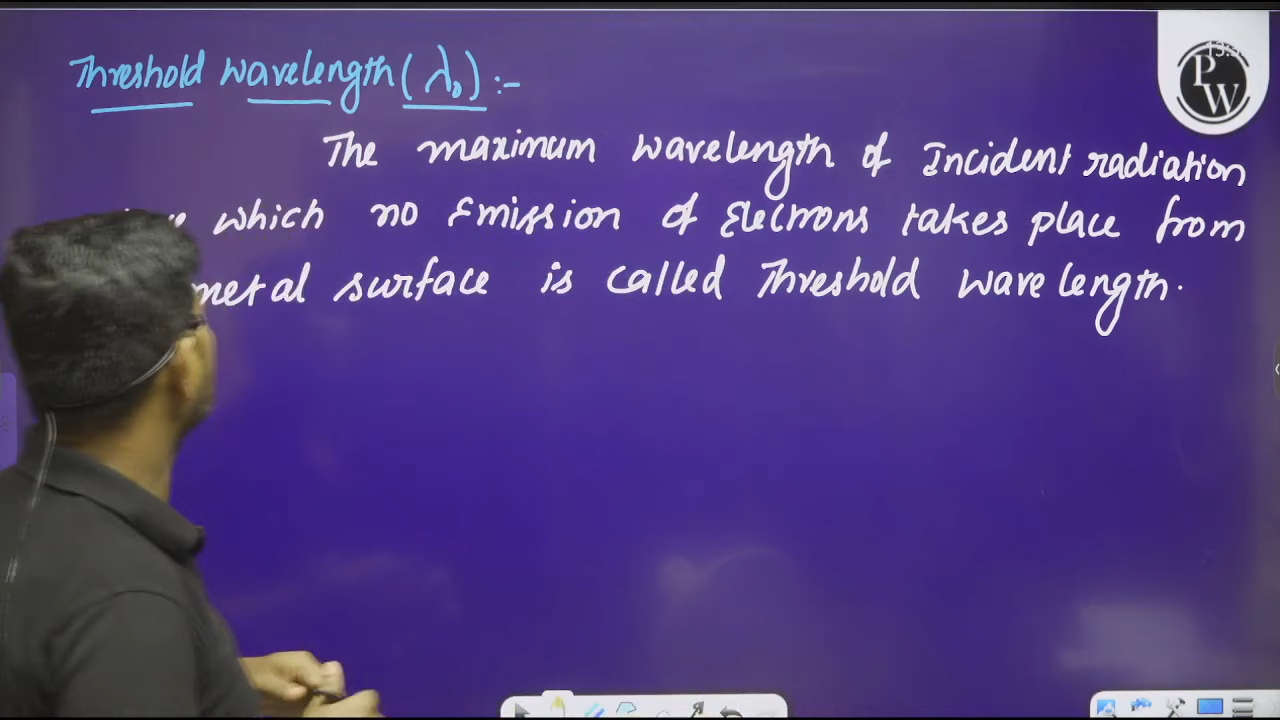 Threshold wavelength (λ₀) :-
PW
The maximum wavelength of Incident radiation
which no Emission of Electrons takes place from
metal surface is called Threshold wavelength.